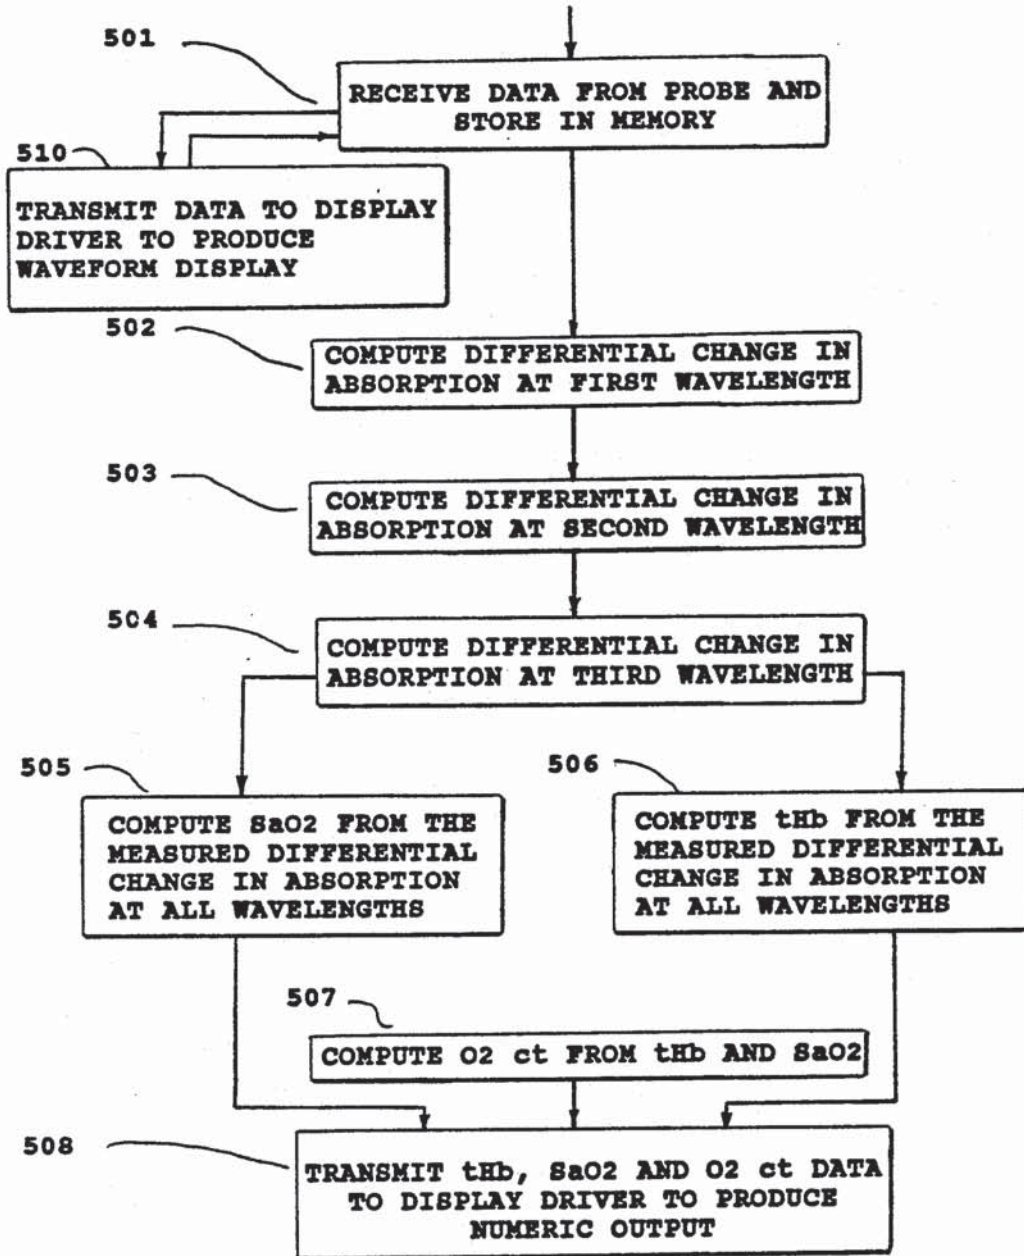 501
RECEIVE DATA FROM PROBE AND
STORE IN MEMORY
510
TRANSMIT DATA TO DISPLAY
DRIVER TO PRODUCE
WAVEFORM DISPLAY
502
COMPUTE DIFFERENTIAL CHANGE IN
ABSORPTION AT FIRST WAVELENGTH
503
COMPUTE DIFFERENTIAL CHANGE IN
ABSORPTION AT SECOND WAVELENGTH
504
COMPUTE DIFFERENTIAL CHANGE IN
ABSORPTION AT THIRD WAVELENGTH
505
COMPUTE SaO2 FROM THE
MEASURED DIFFERENTIAL
CHANGE IN ABSORPTION
AT ALL WAVELENGTHS
506
COMPUTE tHb FROM THE
MEASURED DIFFERENTIAL
CHANGE IN ABSORPTION
AT ALL WAVELENGTHS
507
COMPUTE O2 ct FROM tHb AND SaO2
508
TRANSMIT tHb, SaO2 AND O2 ct DATA
TO DISPLAY DRIVER TO PRODUCE
NUMERIC OUTPUT